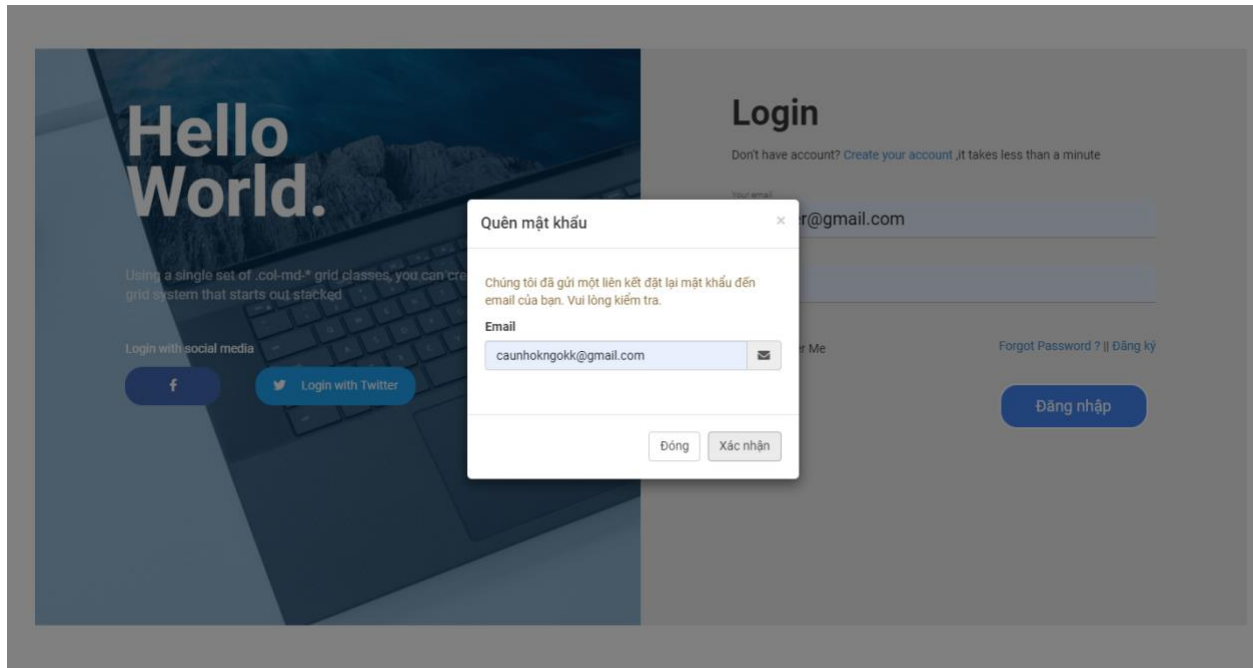 Hello
World.
Using a single set of .col-md-* grid classes, you can cre
grid system that starts out stacked
Login with social media
f
Login with Twitter
Login
Don't have account? Create your account ,it takes less than a minute
Your email
r@gmail.com
r Me
Forgot Password ? || Đăng ký
Đăng nhập
Quên mật khẩu
×
Chúng tôi đã gửi một liên kết đặt lại mật khẩu đến
email của bạn. Vui lòng kiểm tra.
Email
caunhokngokk@gmail.com
Đóng
Xác nhận